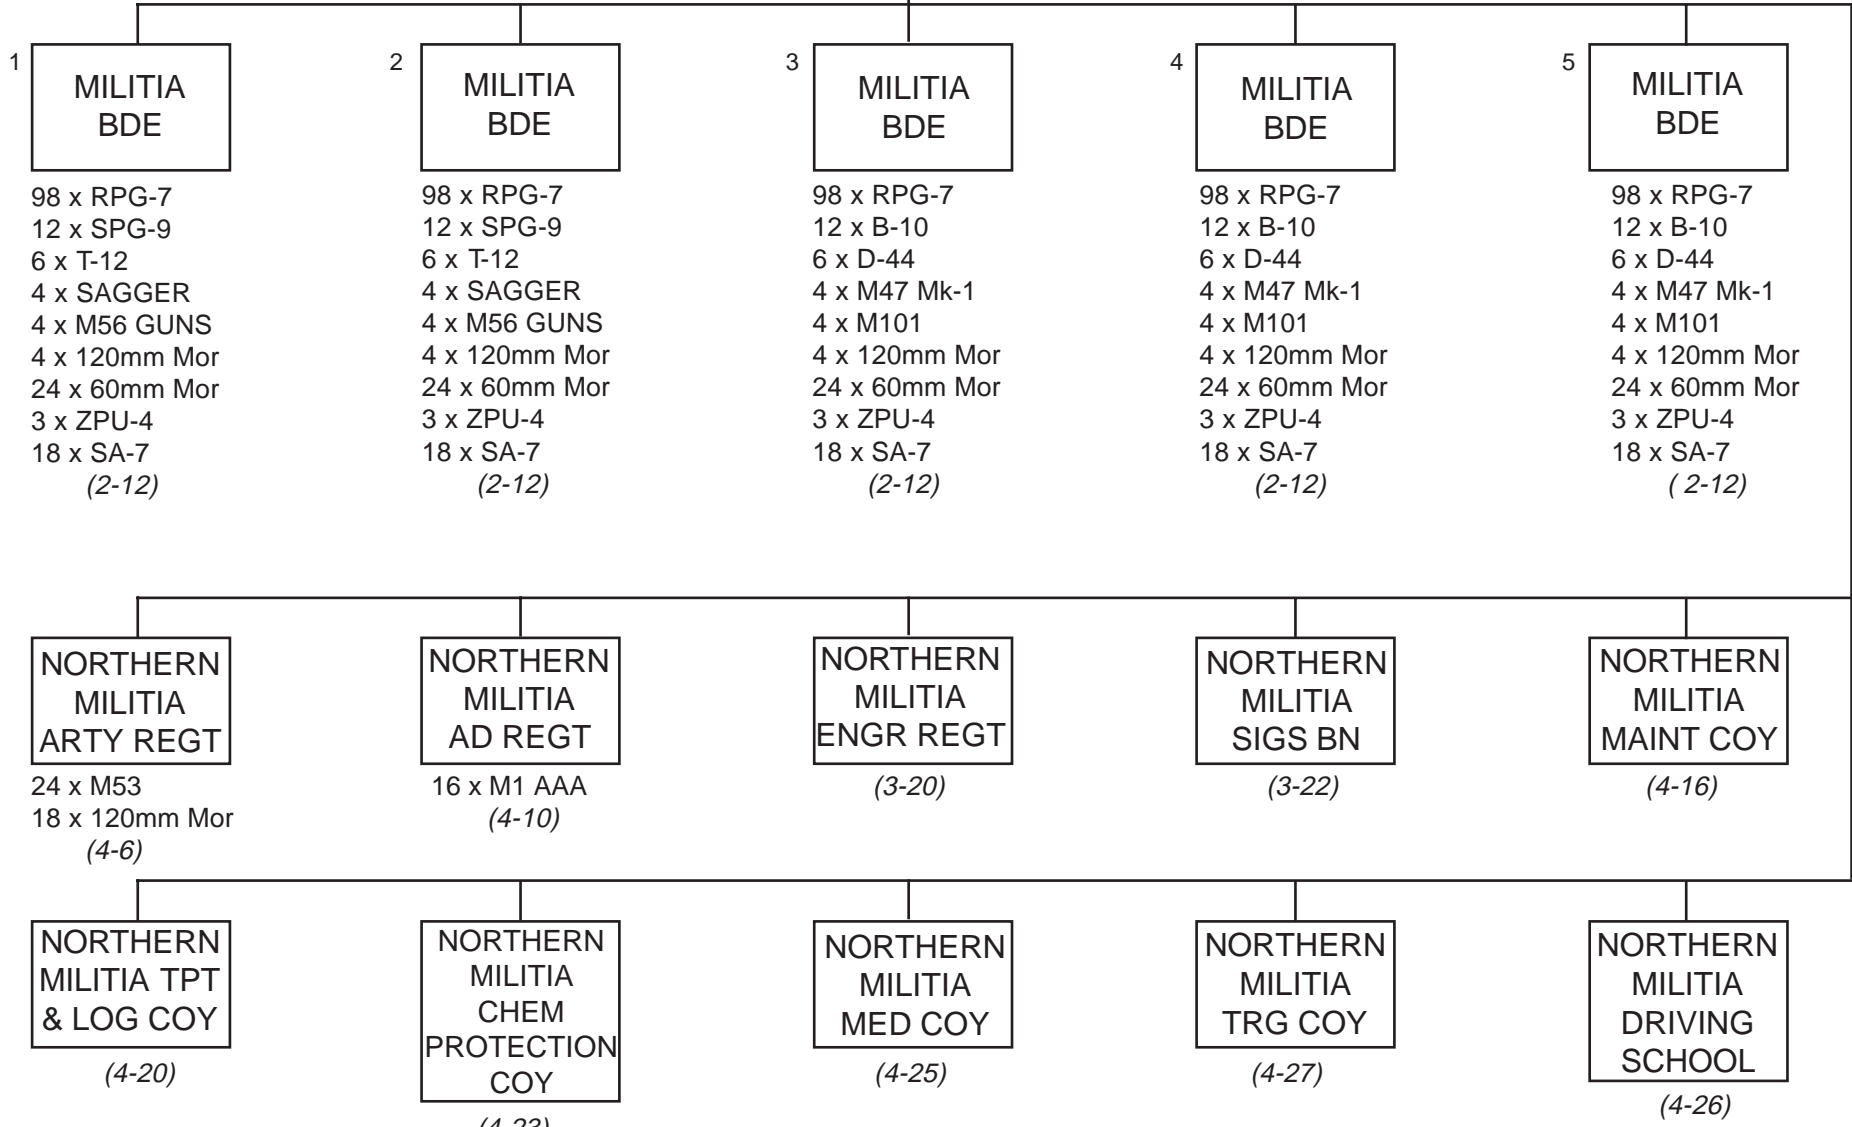 1
MILITIA
BDE
98 x RPG-7
12 x SPG-9
6 x T-12
4 x SAGGER
4 x M56 GUNS
4 x 120mm Mor
24 x 60mm Mor
3 x ZPU-4
18 x SA-7
(2-12)
2
MILITIA
BDE
98 x RPG-7
12 x SPG-9
6 x T-12
4 x SAGGER
4 x M56 GUNS
4 x 120mm Mor
24 x 60mm Mor
3 x ZPU-4
18 x SA-7
(2-12)
3
MILITIA
BDE
98 x RPG-7
12 x B-10
6 x D-44
4 x M47 Mk-1
4 x M101
4 x 120mm Mor
24 x 60mm Mor
3 x ZPU-4
18 x SA-7
(2-12)
4
MILITIA
BDE
98 x RPG-7
12 x B-10
6 x D-44
4 x M47 Mk-1
4 x M101
4 x 120mm Mor
24 x 60mm Mor
3 x ZPU-4
18 x SA-7
(2-12)
5
MILITIA
BDE
98 x RPG-7
12 x B-10
6 x D-44
4 x M47 Mk-1
4 x M101
4 x 120mm Mor
24 x 60mm Mor
3 x ZPU-4
18 x SA-7
( 2-12)
NORTHERN
MILITIA
ARTY REGT
24 x M53
18 x 120mm Mor
(4-6)
NORTHERN
MILITIA
AD REGT
16 x M1 AAA
(4-10)
NORTHERN
MILITIA
ENGR REGT
(3-20)
NORTHERN
MILITIA
SIGS BN
(3-22)
NORTHERN
MILITIA
MAINT COY
(4-16)
NORTHERN
MILITIA TPT
& LOG COY
(4-20)
NORTHERN
MILITIA
CHEM
PROTECTION
COY
(4-23)
NORTHERN
MILITIA
MED COY
(4-25)
NORTHERN
MILITIA
TRG COY
(4-27)
NORTHERN
MILITIA
DRIVING
SCHOOL
(4-26)